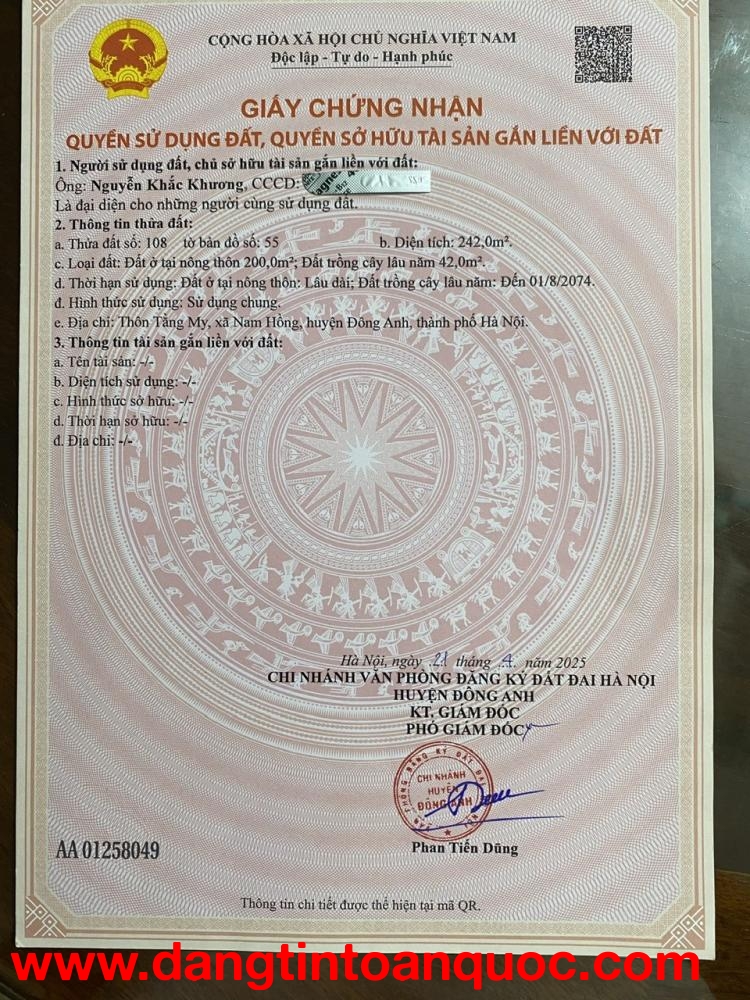 CỘNG HÒA XÃ HỘI CHỦ NGHĨA VIỆT NAM
Độc lập - Tự do - Hạnh phúc
GIẤY CHỨNG NHẬN
QUYỀN SỬ DỤNG ĐẤT, QUYỀN SỞ HỮU TÀI SẢN GẮN LIỀN VỚI ĐẤT
1. Người sử dụng đất, chủ sở hữu tài sản gắn liền với đất:
Ông: Nguyễn Khắc Khương, CCCD:
Là đại diện cho những người cùng sử dụng đất.
2. Thông tin thửa đất:
a. Thửa đất số: 108 tờ bản đồ số: 55 b. Diện tích: 242,0m².
c. Loại đất: Đất ở tại nông thôn 200,0m²; Đất trồng cây lâu năm 42,0m².
d. Thời hạn sử dụng: Đất ở tại nông thôn: Lâu dài; Đất trồng cây lâu năm: Đến 01/8/2074.
đ. Hình thức sử dụng: Sử dụng chung.
e. Địa chỉ: Thôn Tằng My, xã Nam Hồng, huyện Đông Anh, thành phố Hà Nội.
3. Thông tin tài sản gắn liền với đất:
a. Tên tài sản: -/-
b. Diện tích sử dụng: -/-
c. Hình thức sở hữu: -/-
d. Thời hạn sở hữu: -/-
đ. Địa chỉ: -/-
Hà Nội, ngày 21 tháng 4 năm 2025
CHI NHÁNH VĂN PHÒNG ĐĂNG KÝ ĐẤT ĐAI HÀ NỘI
HUYỆN ĐÔNG ANH
KT. GIÁM ĐỐC
PHÓ GIÁM ĐỐC
CHI NHÁNH
HUYỆN
ĐÔNG ANH
Phan Tiến Dũng
AA 01258049
Thông tin chi tiết được thể hiện tại mã QR.
www.dangtintoanquoc.com